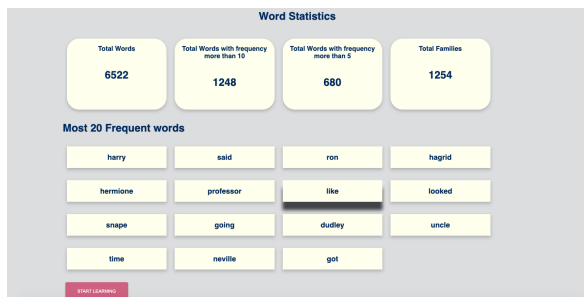 Word Statistics
Total Words
6522
Total Words with frequency
more than 10
1248
Total Words with frequency
more than 5
680
Total Families
1254
Most 20 Frequent words
harry
said
ron
hagrid
hermione
professor
like
looked
snape
going
dudley
uncle
time
neville
got
START LEARNING